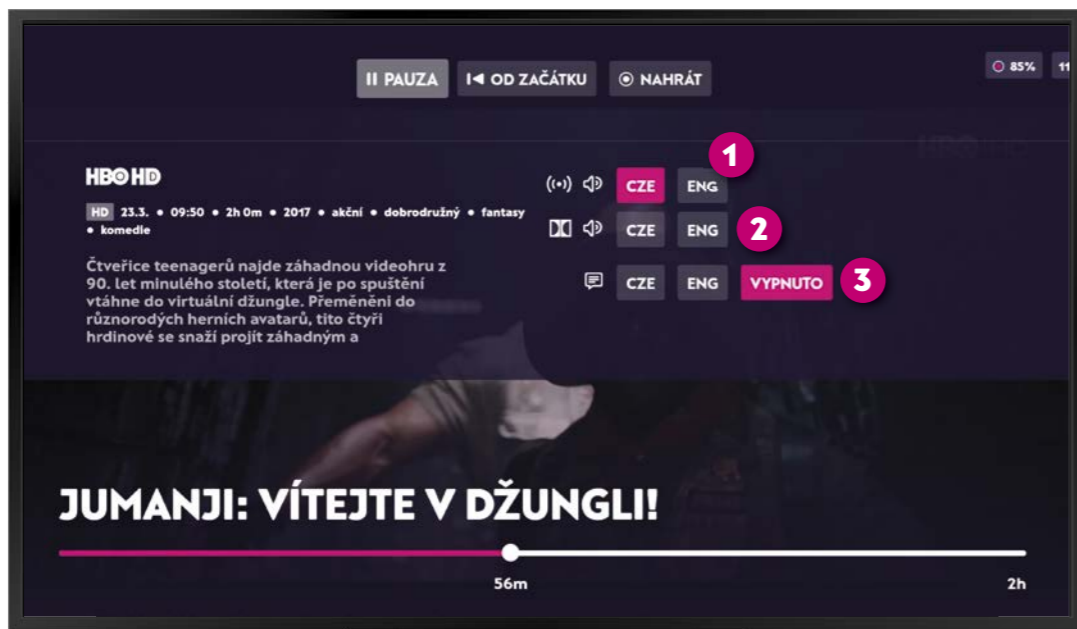 PAUZA OD ZAČÁTKU NAHRÁT
85% 11
HBO HD
HD 23.3. • 09:50 • 2h 0m • 2017 • akční • dobrodružný • fantasy
• komedie
Čtveřice teenagerů najde záhadnou videohru z
90. let minulého století, která je po spuštění
vtáhne do virtuální džungle. Přeměněni do
různorodých herních avatarů, tito čtyři
hrdinové se snaží projít záhadným a
CZE ENG 1
CZE ENG 2
CZE ENG VYPNUTO 3
JUMANJI: VÍTEJTE V DŽUNGLI!
56m 2h